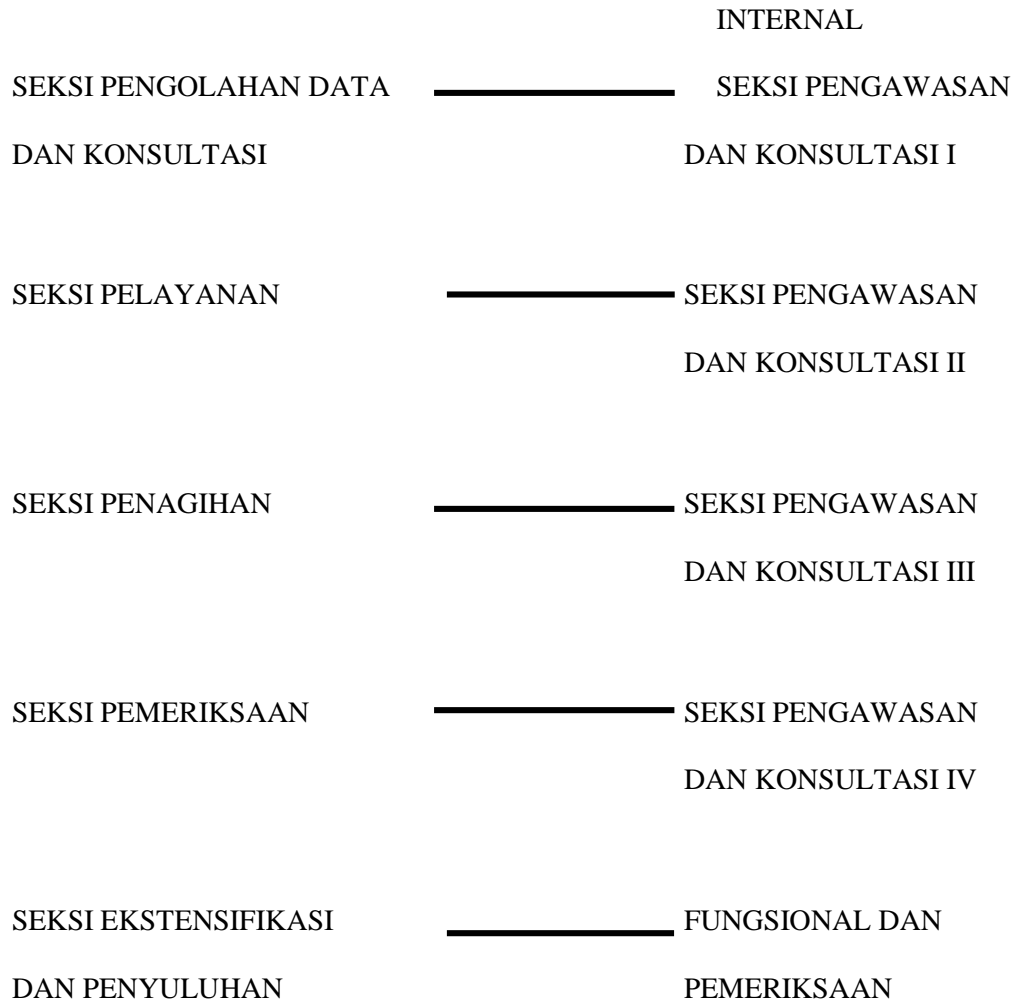 INTERNAL
SEKSI PENGOLAHAN DATA SEKSI PENGAWASAN
DAN KONSULTASI DAN KONSULTASI I
SEKSI PELAYANAN SEKSI PENGAWASAN
DAN KONSULTASI II
SEKSI PENAGIHAN SEKSI PENGAWASAN
DAN KONSULTASI III
SEKSI PEMERIKSAAN SEKSI PENGAWASAN
DAN KONSULTASI IV
SEKSI EKSTENSIFIKASI FUNGSIONAL DAN
DAN PENYULUHAN PEMERIKSAAN